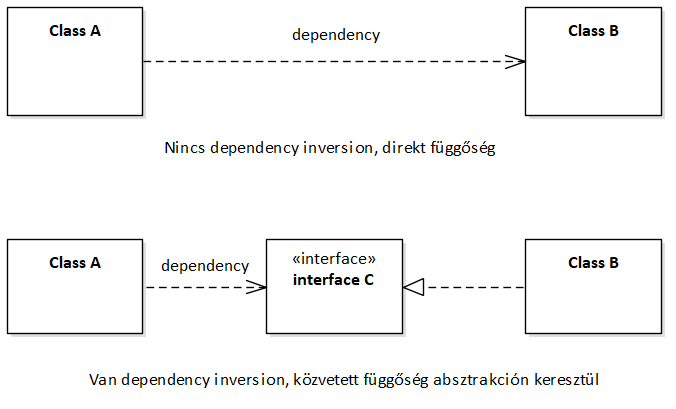 Class A
dependency
Class B
Nincs dependency inversion, direkt függőség
Class A
dependency
«interface»
interface C
Class B
Van dependency inversion, közvetett függőség absztrakción keresztül